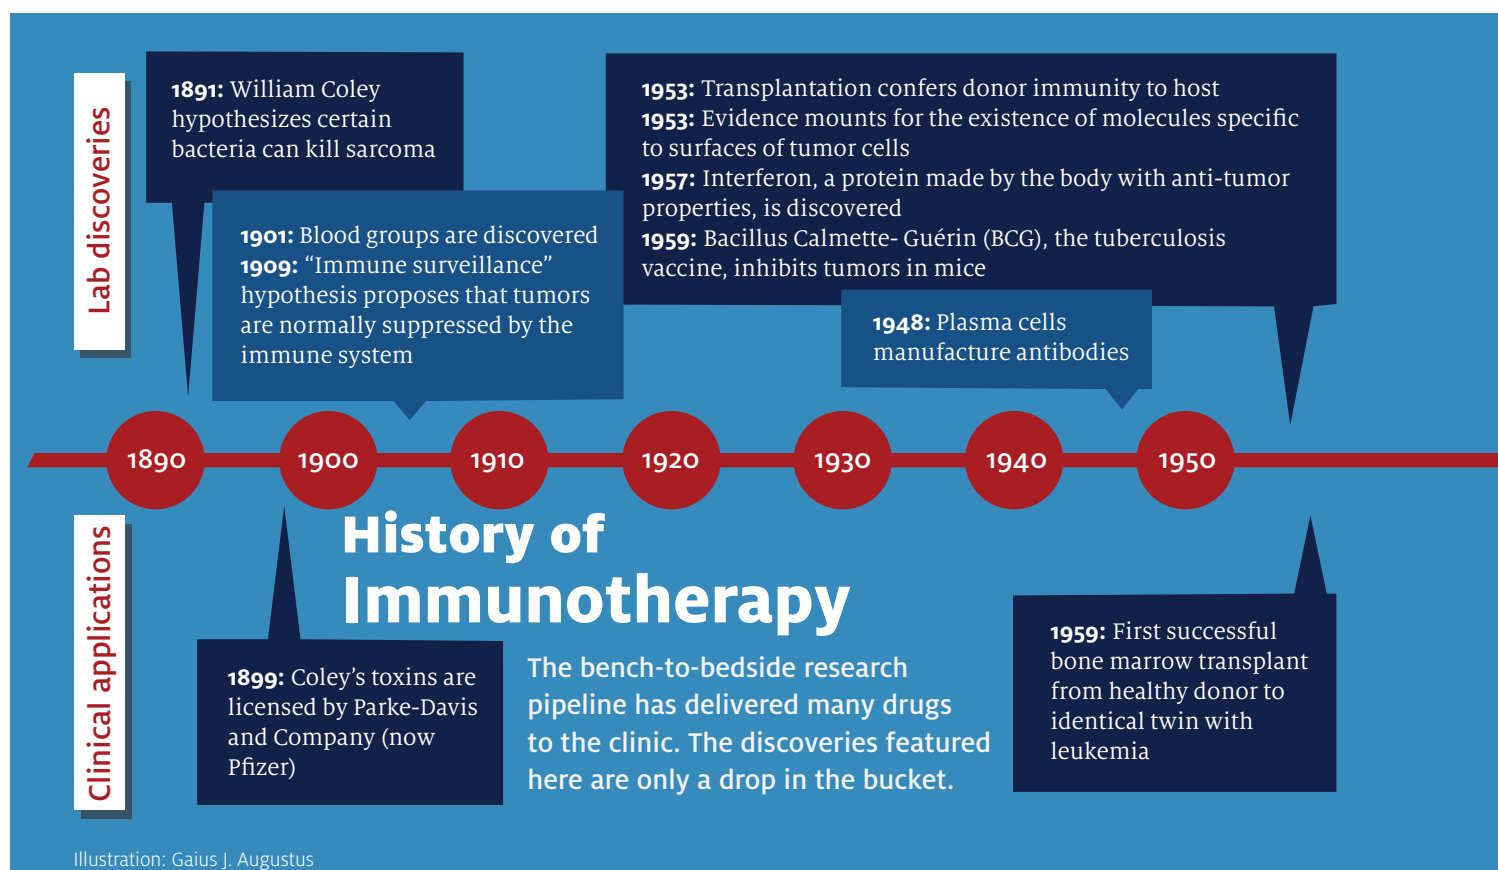 Lab discoveries
1891: William Coley
hypothesizes certain
bacteria can kill sarcoma
1901: Blood groups are discovered
1909: “Immune surveillance”
hypothesis proposes that tumors
are normally suppressed by the
immune system
1953: Transplantation confers donor immunity to host
1953: Evidence mounts for the existence of molecules specific
to surfaces of tumor cells
1957: Interferon, a protein made by the body with anti-tumor
properties, is discovered
1959: Bacillus Calmette- Guérin (BCG), the tuberculosis
vaccine, inhibits tumors in mice
1948: Plasma cells
manufacture antibodies
1890 1900 1910 1920 1930 1940 1950
Clinical applications
History of
Immunotherapy
1899: Coley’s toxins are
licensed by Parke-Davis
and Company (now
Pfizer)
The bench-to-bedside research
pipeline has delivered many drugs
to the clinic. The discoveries featured
here are only a drop in the bucket.
1959: First successful
bone marrow transplant
from healthy donor to
identical twin with
leukemia
Illustration: Gaius J. Augustus